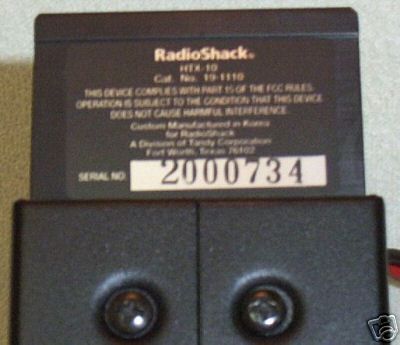 RadioShack®
HTX-10
Cat. No. 19-1110
THIS DEVICE COMPLIES WITH PART 15 OF THE FCC RULES.
OPERATION IS SUBJECT TO THE CONDITION THAT THIS DEVICE
DOES NOT CAUSE HARMFUL INTERFERENCE.
Custom Manufactured in Korea
for RadioShack
A Division of Tandy Corporation
Fort Worth, Texas 76102
SERIAL NO. 2000734